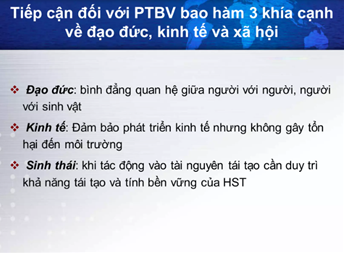 Tiếp cận đối với PTBV bao hàm 3 khía cạnh
về đạo đức, kinh tế và xã hội
Đạo đức: bình đẳng quan hệ giữa người với người, người
với sinh vật
Kinh tế: Đảm bảo phát triển kinh tế nhưng không gây tổn
hại đến môi trường
Sinh thái: khi tác động vào tài nguyên tái tạo cần duy trì
khả năng tái tạo và tính bền vững của HST